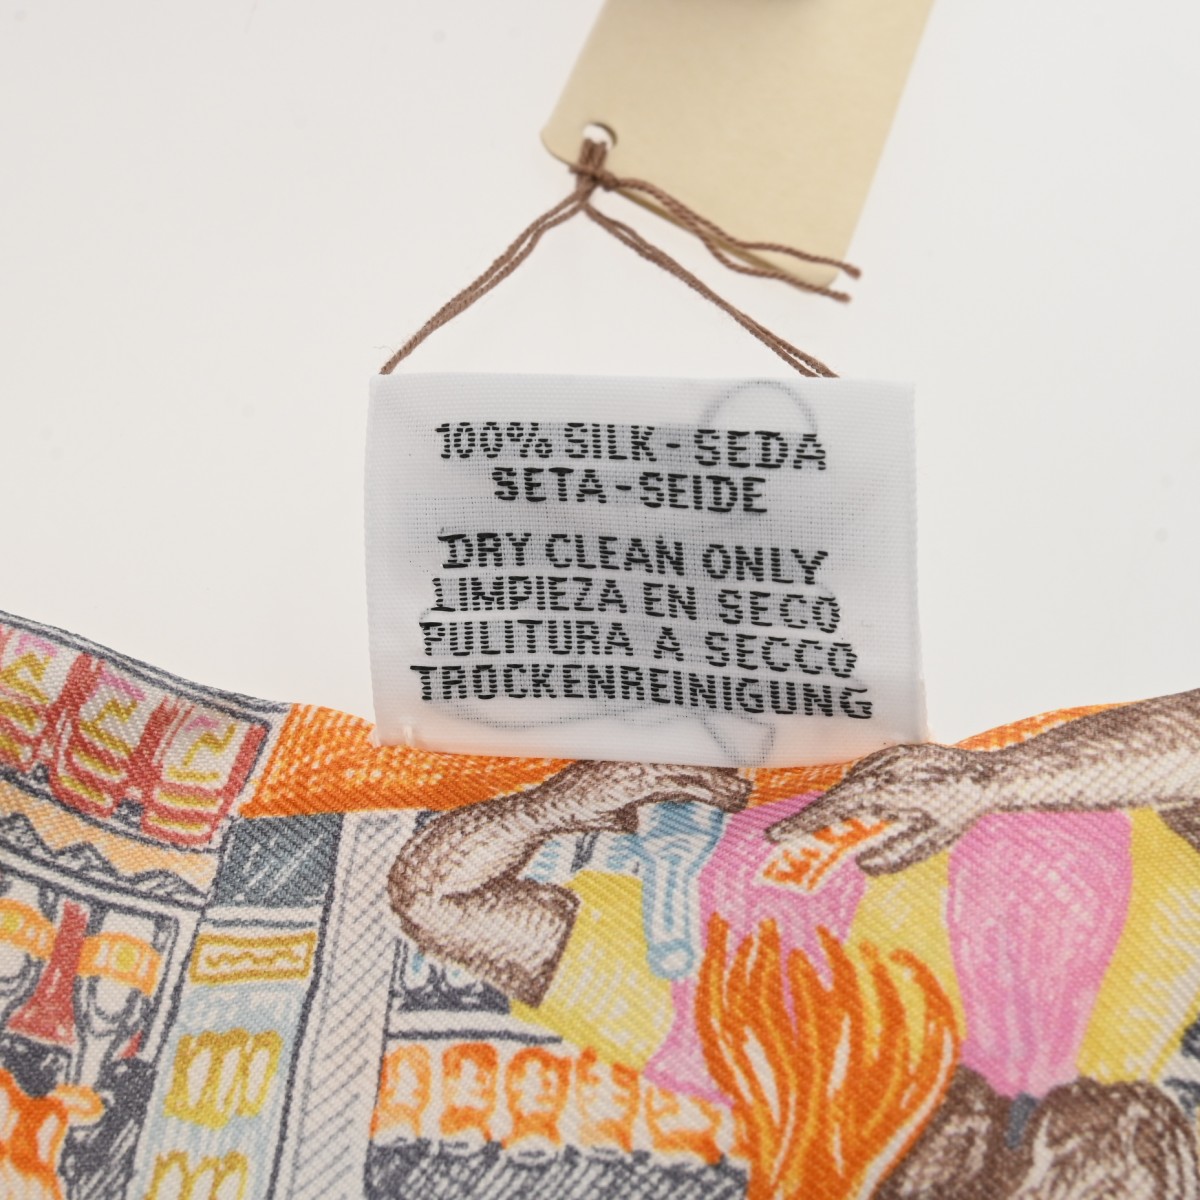 100% SILK - SEDA
SETA - SEIDE
DRY CLEAN ONLY
LIMPIEZA EN SECO
PULITURA A SECCO
TROCKENREINIGUNG